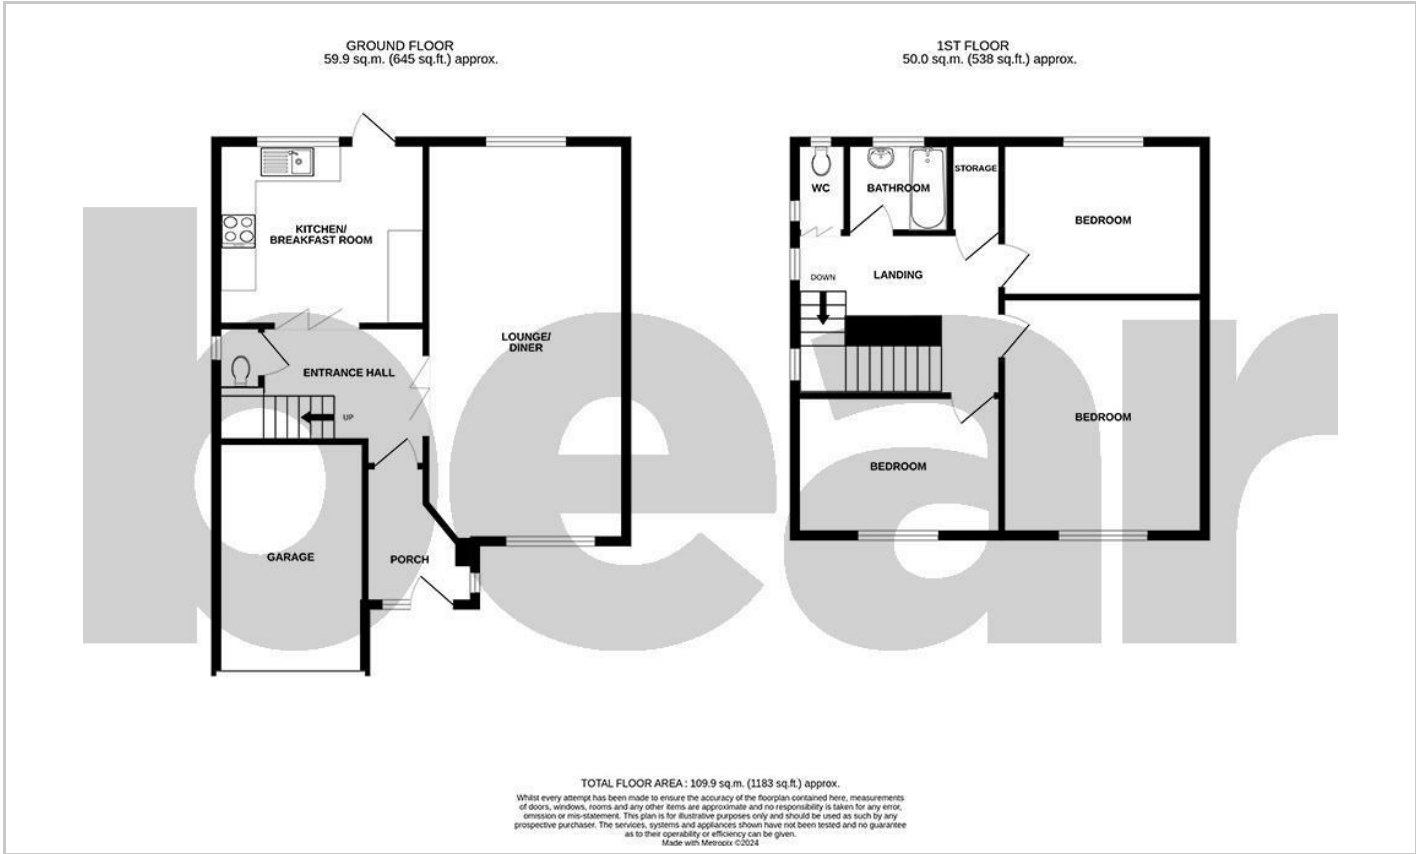 GROUND FLOOR
59.9 sq.m. (645 sq.ft.) approx.
1ST FLOOR
50.0 sq.m. (538 sq.ft.) approx.
KITCHEN/
BREAKFAST ROOM
LOUNGE/
DINER
ENTRANCE HALL
UP
GARAGE
PORCH
WC
BATHROOM
STORAGE
BEDROOM
DOWN
LANDING
BEDROOM
BEDROOM
bear
TOTAL FLOOR AREA : 109.9 sq.m. (1183 sq.ft.) approx.
Whilst every attempt has been made to ensure the accuracy of the floorplan contained here, measurements
of doors, windows, rooms and any other items are approximate and no responsibility is taken for any error,
omission or mis-statement. This plan is for illustrative purposes only and should be used as such by any
prospective purchaser. The services, systems and appliances shown have not been tested and no guarantee
as to their operability or efficiency can be given.
Made with Metropix ©2024